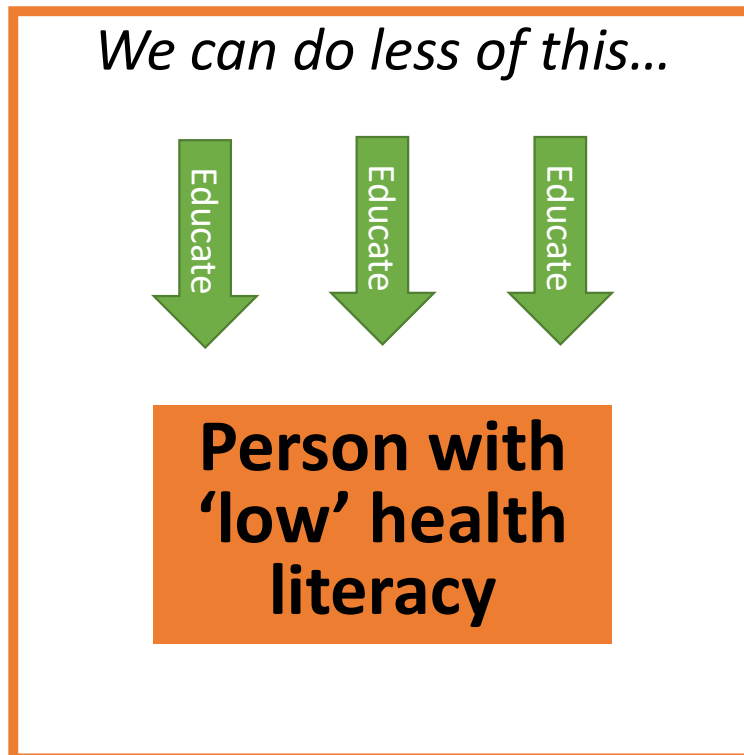 We can do less of this…
Educate
Educate
Educate
Person with
‘low’ health
literacy